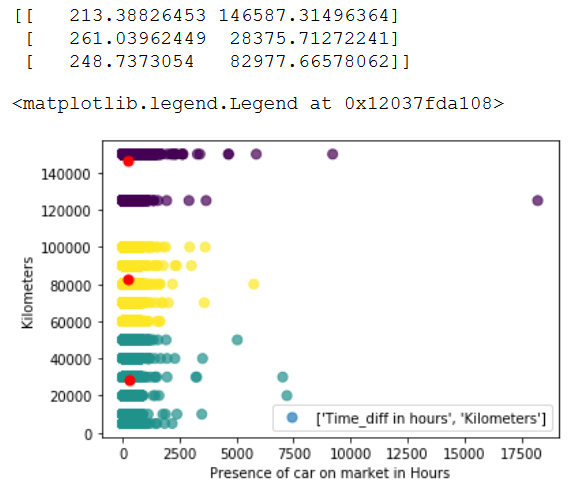 [[   213.38826453 146587.31496364]
 [   261.03962449  28375.71272241]
 [   248.7373054   82977.66578062]]
<matplotlib.legend.Legend at 0x12037fda108>
140000
120000
100000
80000
60000
40000
20000
0
Kilometers
['Time_diff in hours', 'Kilometers']
0 2500 5000 7500 10000 12500 15000 17500
Presence of car on market in Hours